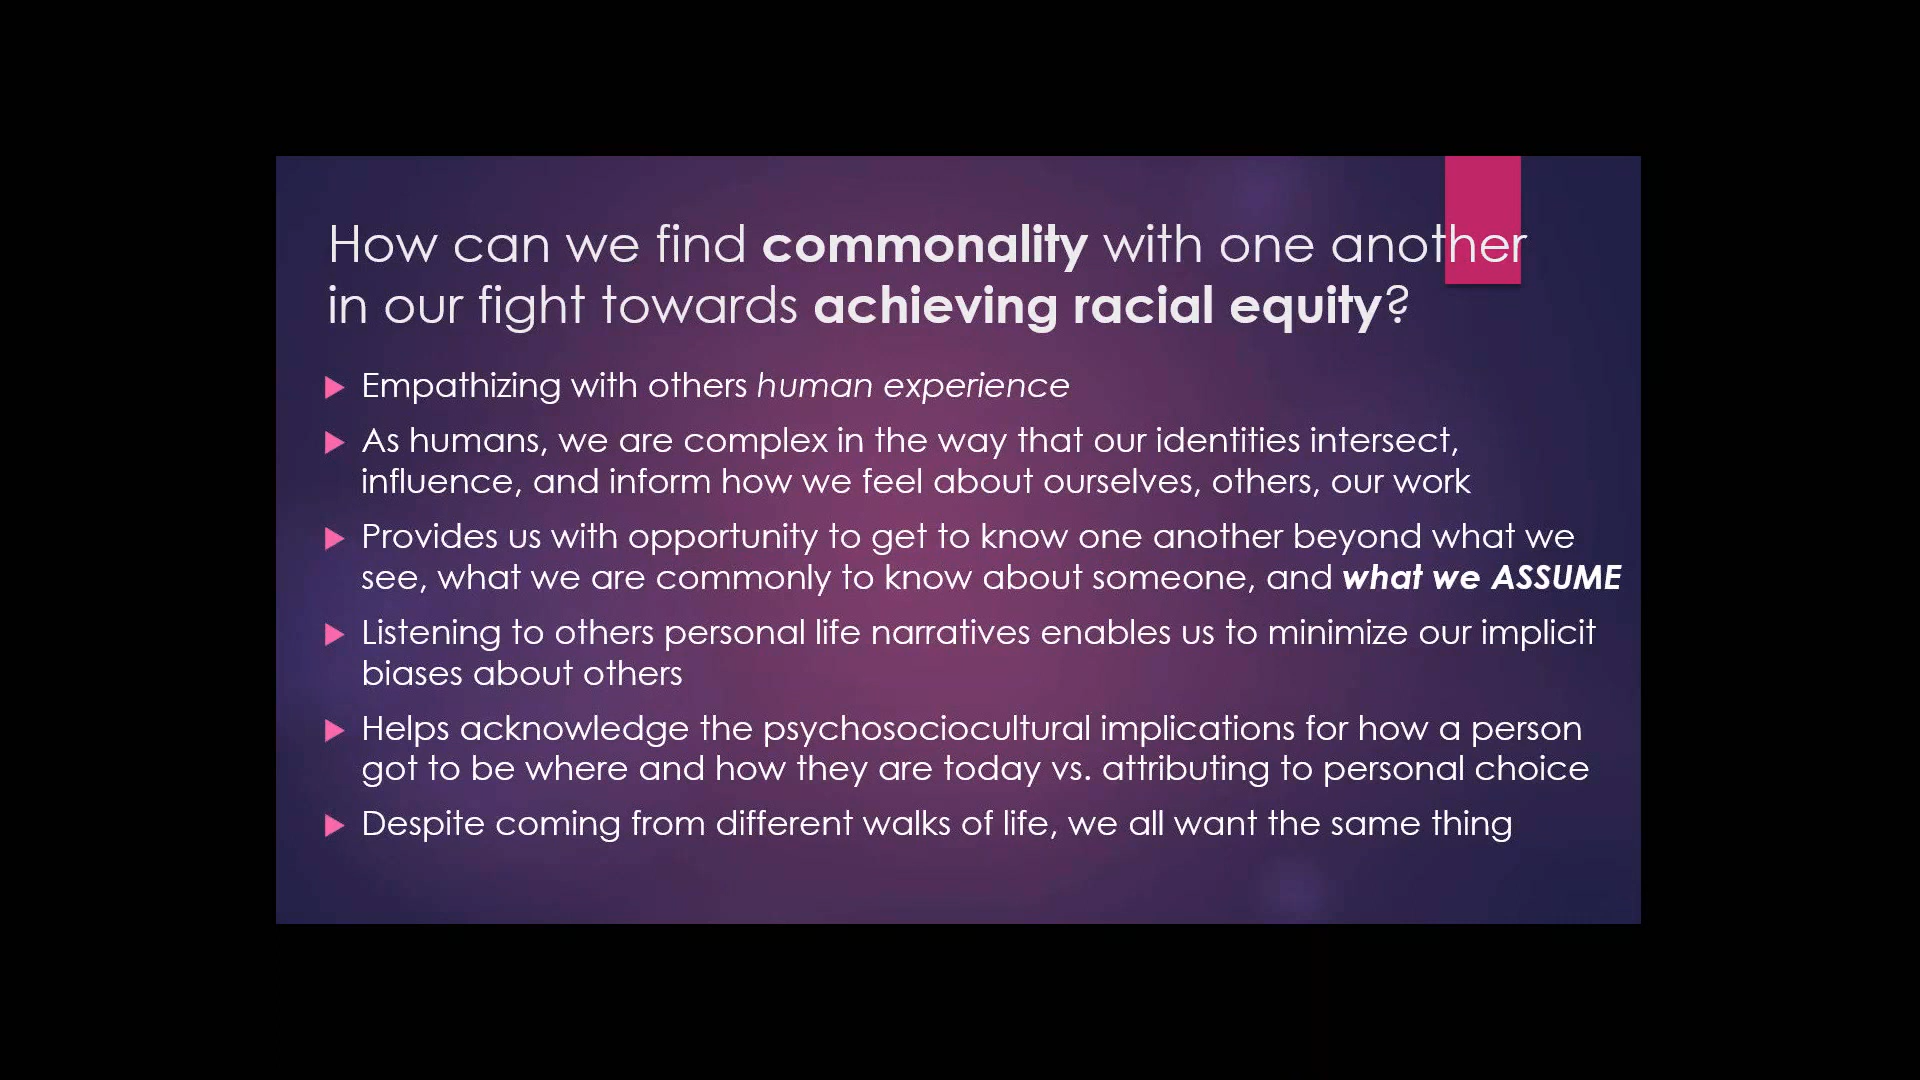 How can we find commonality with one another
in our fight towards achieving racial equity?
Empathizing with others human experience
As humans, we are complex in the way that our identities intersect,
influence, and inform how we feel about ourselves, others, our work
Provides us with opportunity to get to know one another beyond what we
see, what we are commonly to know about someone, and what we ASSUME
Listening to others personal life narratives enables us to minimize our implicit
biases about others
Helps acknowledge the psychosociocultural implications for how a person
got to be where and how they are today vs. attributing to personal choice
Despite coming from different walks of life, we all want the same thing